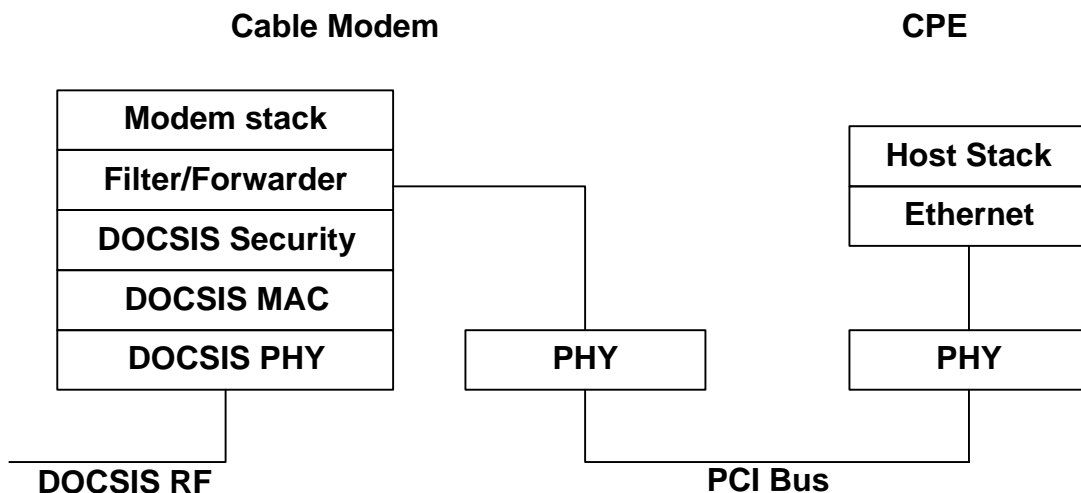 Cable Modem
CPE
Modem stack
Filter/Forwarder
DOCSIS Security
DOCSIS MAC
DOCSIS PHY
PHY
Host Stack
Ethernet
PHY
DOCSIS RF
PCI Bus